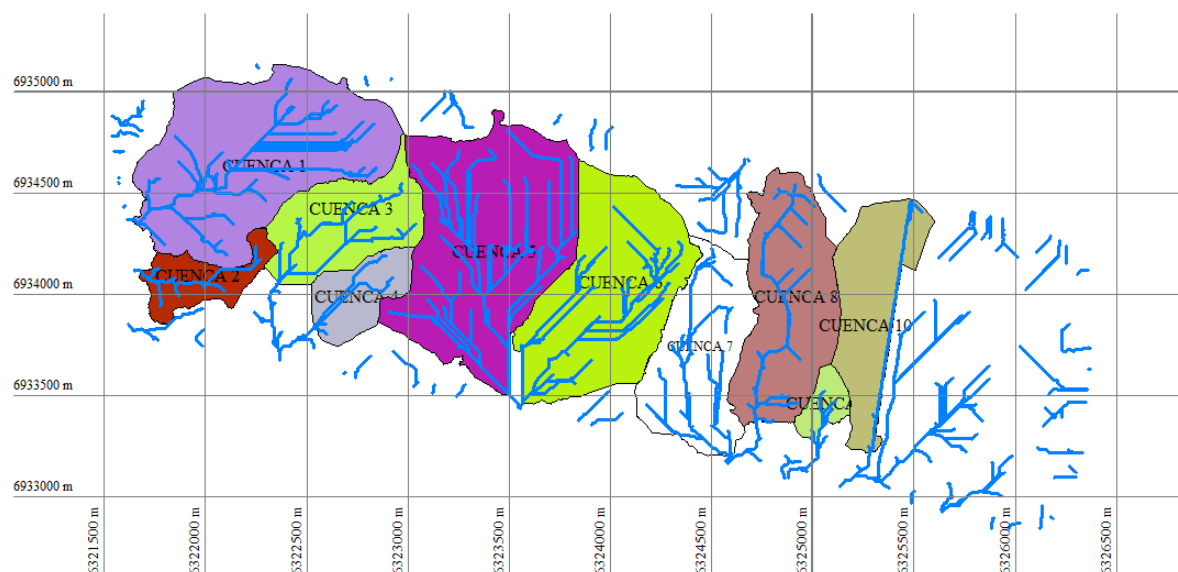 6935000 m
6934500 m
6934000 m
6933500 m
6933000 m
CUENCA 1
CUENCA 2
CUENCA 3
CUENCA 4
CUENCA 5
CUENCA 6
CUENCA 7
CUENCA 8
CUENCA
CUENCA 10
6321500 m
6322000 m
6322500 m
6323000 m
6323500 m
6324000 m
6324500 m
6325000 m
6325500 m
6326000 m
6326500 m